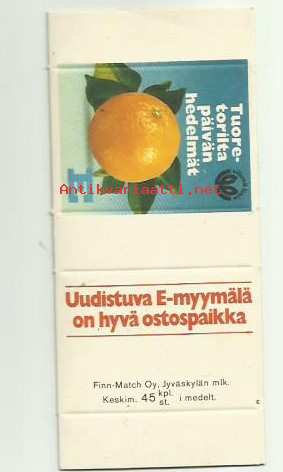 Tuore-
torilta
päivän
hedelmät
E
Antikvariaatti.net
Uudistuva E-myymälä
on hyvä ostospaikka
Finn-Match Oy, Jyväskylän mlk.
Keskim. 45 kpl. st. i medelt.